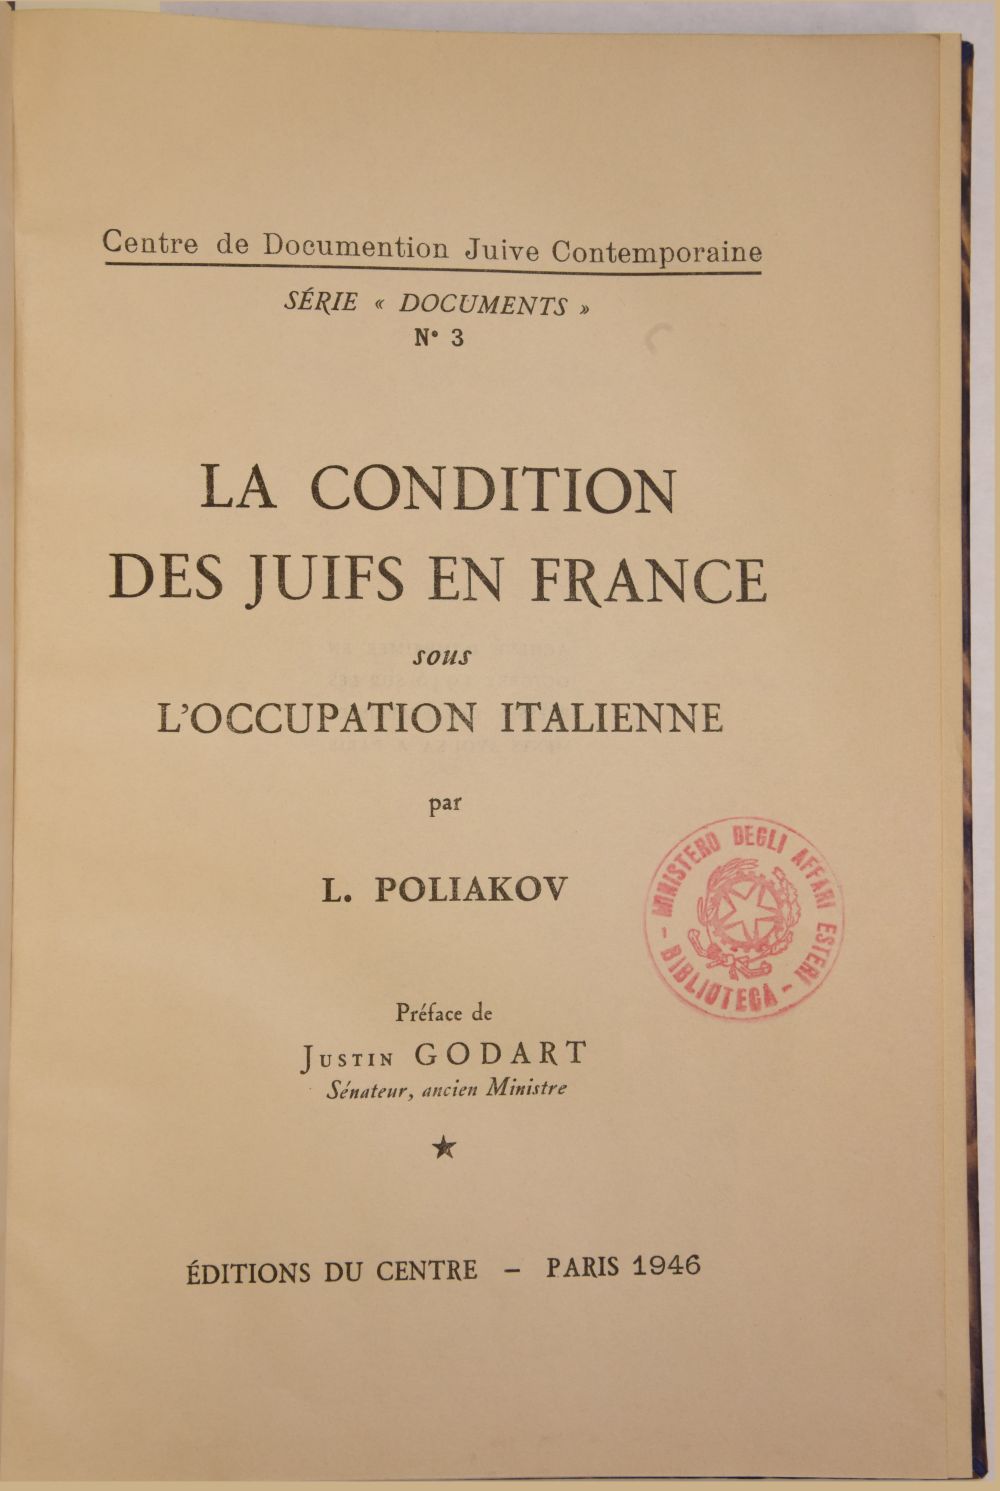 Centre de Documention Juive Contemporaine
SÉRIE « DOCUMENTS »
N° 3
LA CONDITION
DES JUIFS EN FRANCE
sous
L'OCCUPATION ITALIENNE
par
L. POLIAKOV
MINISTERO DEGLI AFFARI ESTERI
- BIBLIOTECA -
Préface de
JUSTIN GODART
Sénateur, ancien Ministre
ÉDITIONS DU CENTRE – PARIS 1946